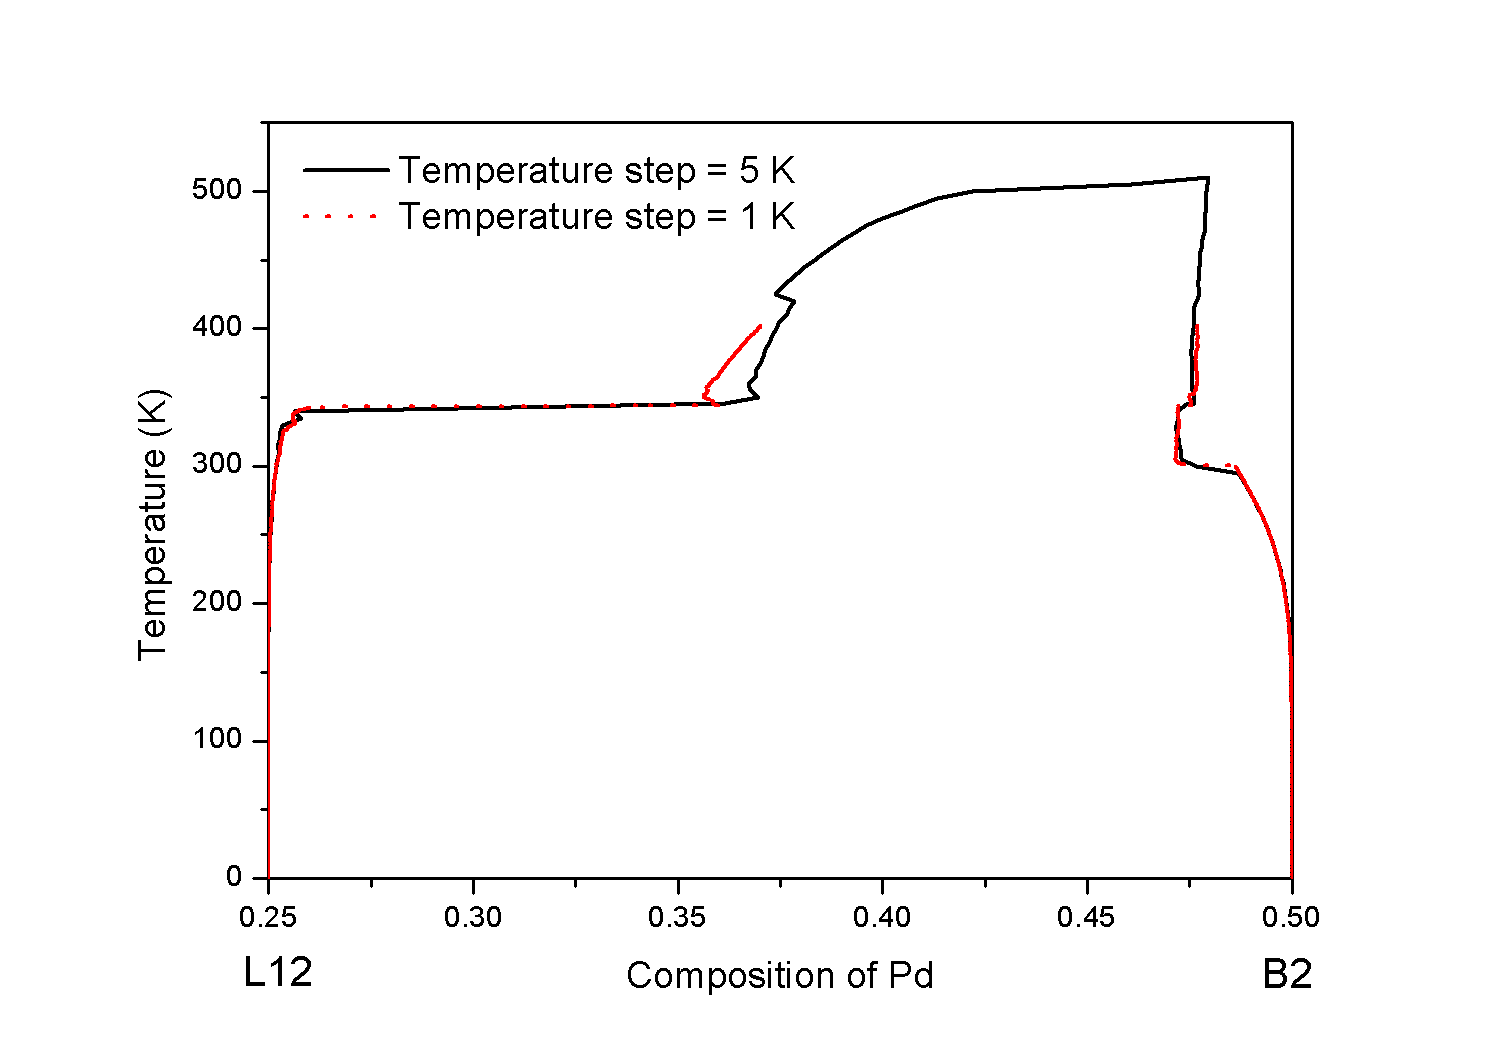 Temperature step = 5 K
Temperature step = 1 K
500
400
300
200
100
0
Temperature (K)
0.25 0.30 0.35 0.40 0.45 0.50
L12 Composition of Pd B2